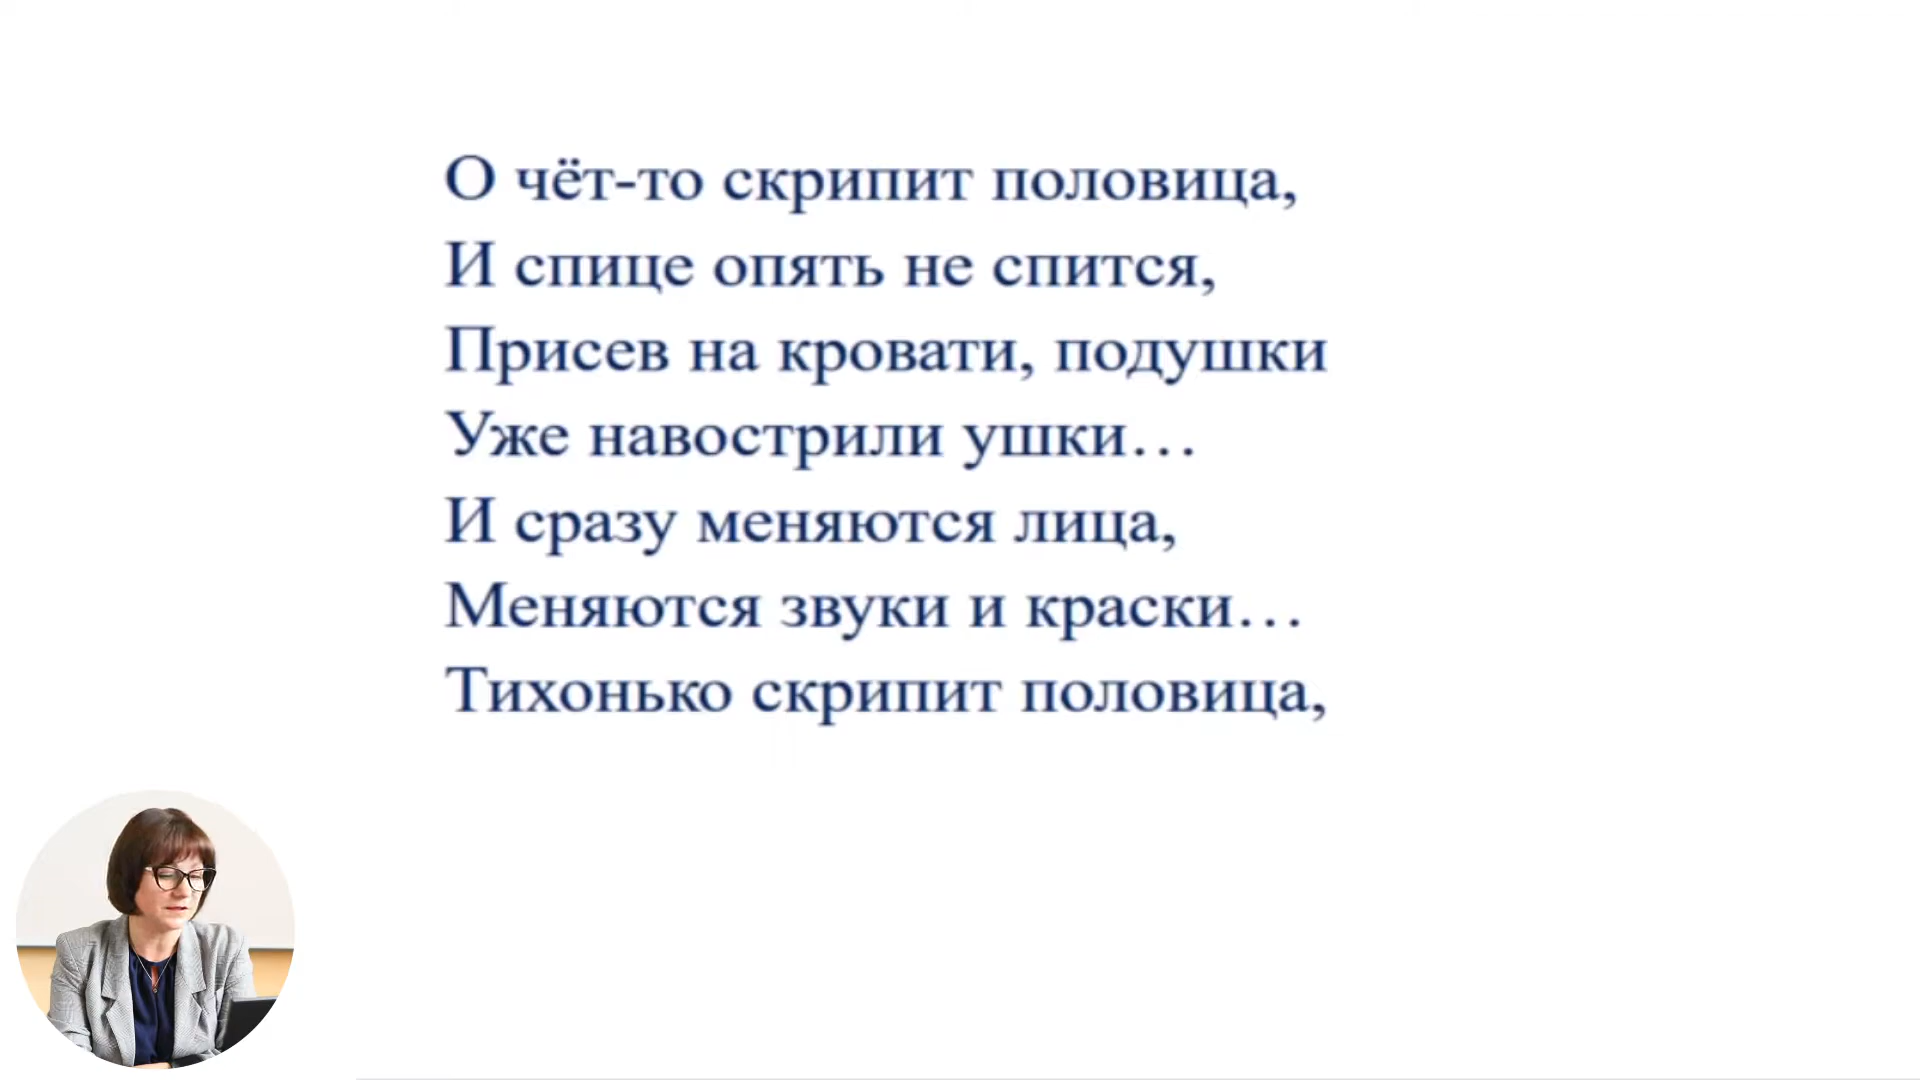 О чёт-то скрипит половица,
И спице опять не спится,
Присев на кровати, подушки
Уже навострили ушки…
И сразу меняются лица,
Меняются звуки и краски…
Тихонько скрипит половица,